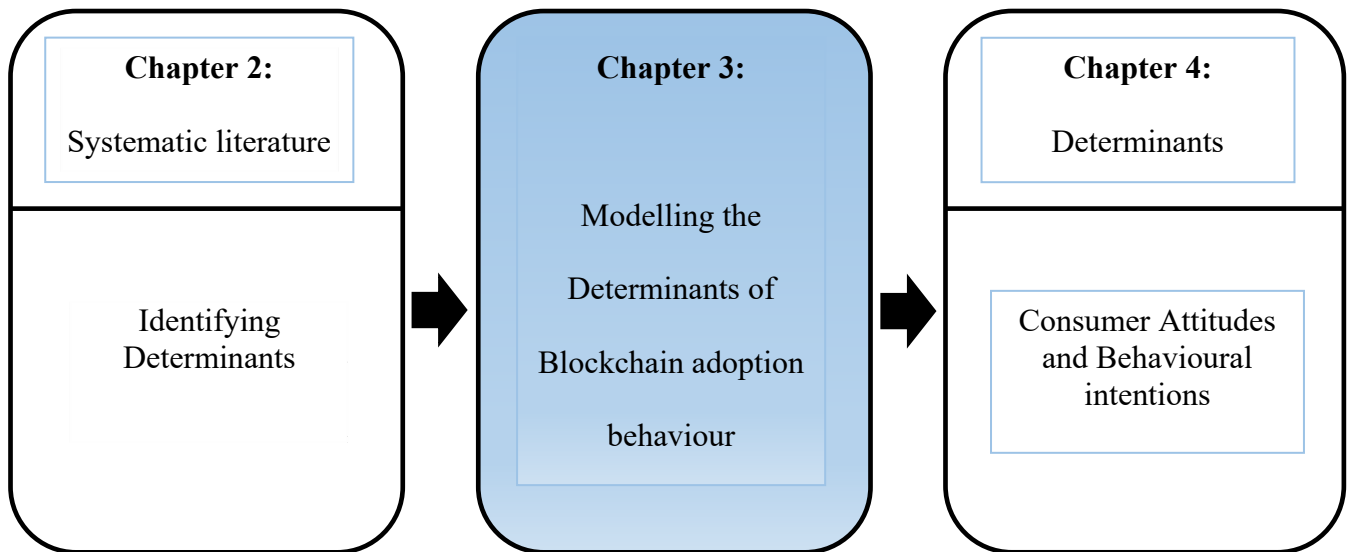 Chapter 2:
Systematic literature
Identifying
Determinants
Chapter 3:
Modelling the
Determinants of
Blockchain adoption
behaviour
Chapter 4:
Determinants
Consumer Attitudes
and Behavioural
intentions